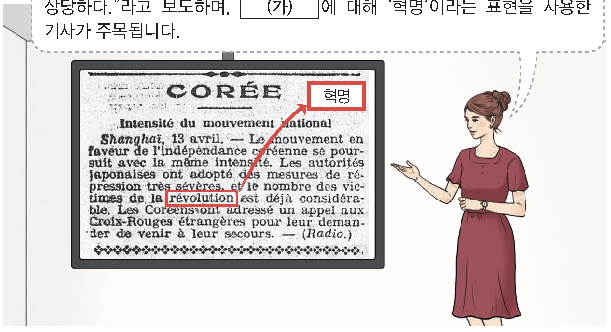 상당하다."라고 보도하며, (가) 에 대해 '혁명'이라는 표현을 사용한
기사가 주목됩니다.
CORÉE
혁명
Intensité du mouvement national
Shanghaï, 13 avril. — Le mouvement en
faveur de l'indépendance coréenne se pour-
suit avec la même intensité. Les autorités
japonaises ont adopté des mesures de ré-
pression très sévères, et le nombre des vic-
times de la révolution est déjà considéra-
ble. Les Coréens ont adressé un appel aux
Croix-Rouges étrangères pour leur deman-
der de venir à leur secours. — (Radio.)